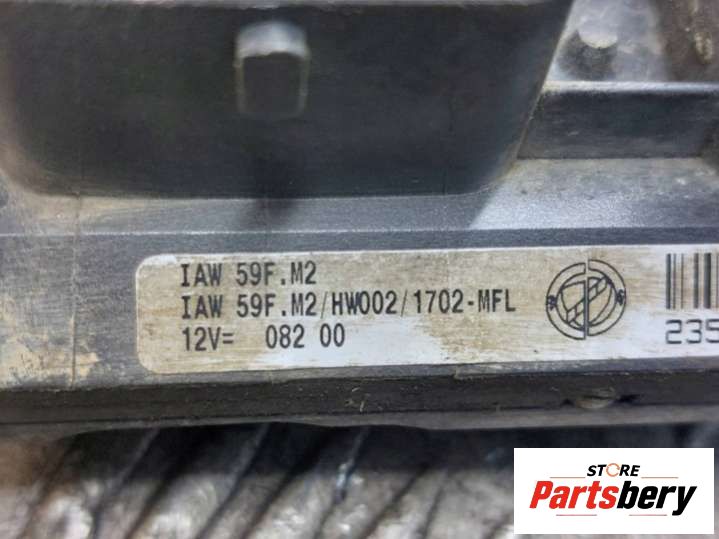 IAW 59F.M2
IAW 59F.M2/HW002/1702-MFL
12V= 082 00
235
STORE
Partsbery